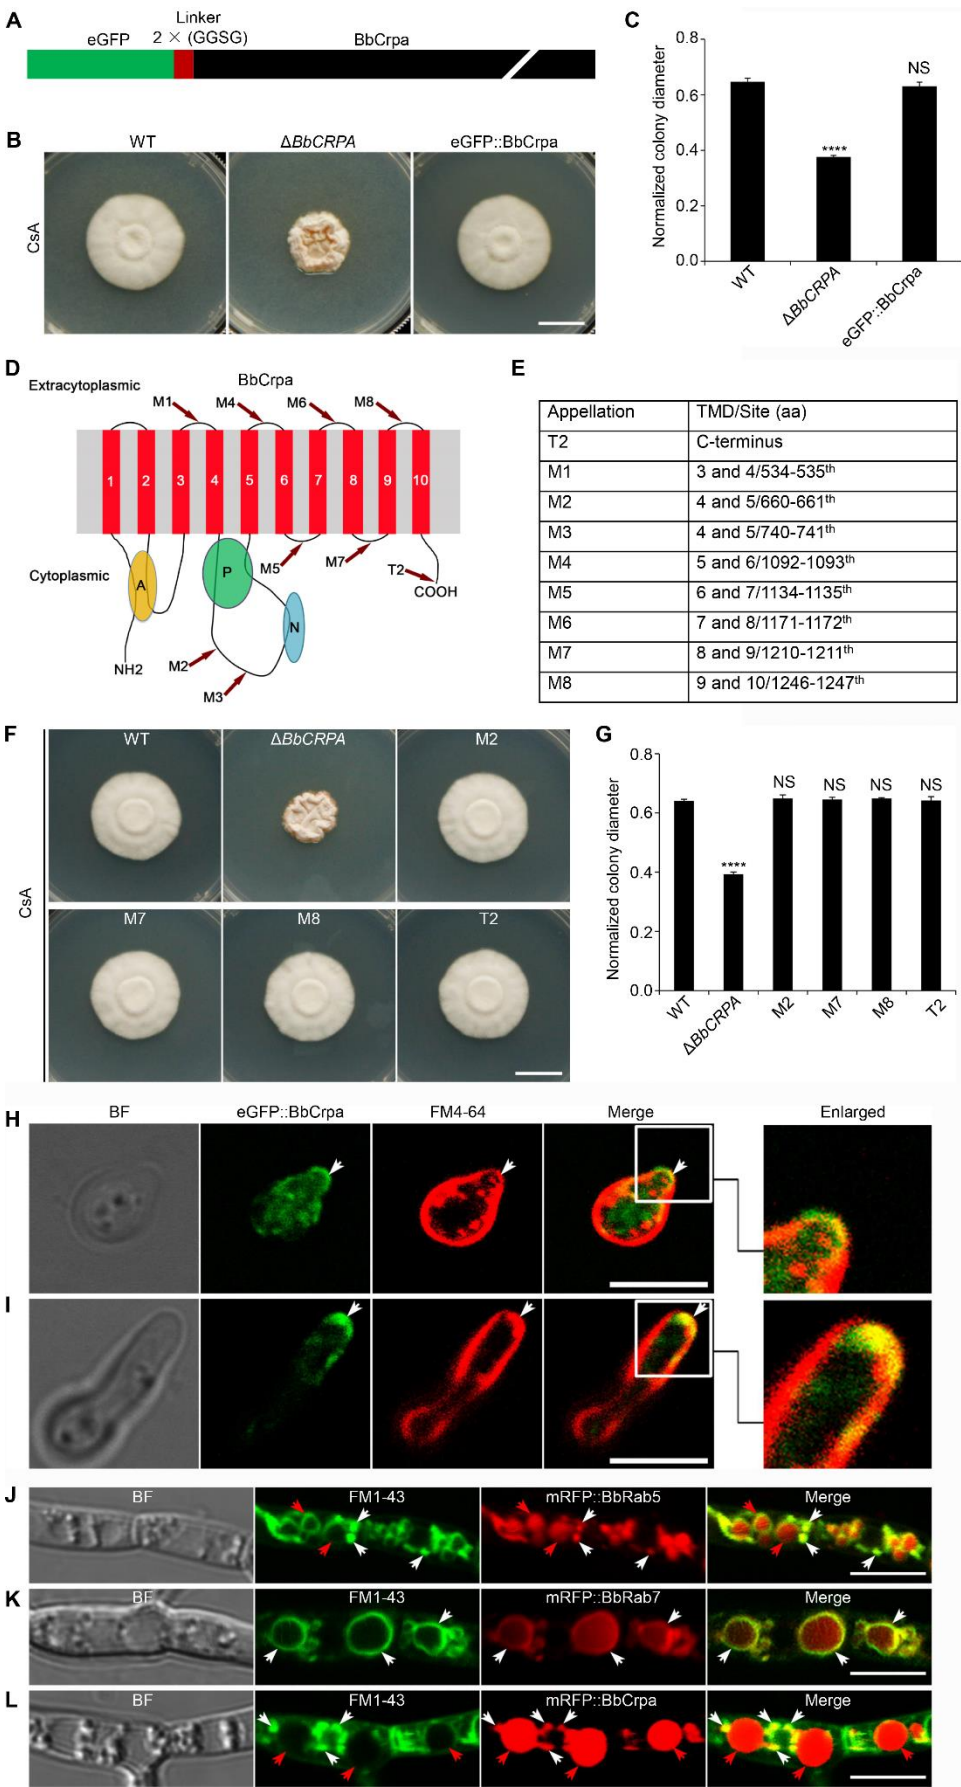 A
eGFP
Linker
2 × (GGSG)
BbCrpa
B
WT
ΔBbCRPA
eGFP::BbCrpa
CsA
C
Normalized colony diameter
0.8
0.6
0.4
0.2
0.0
****
NS
WT
ΔBbCRPA
eGFP::BbCrpa
D
BbCrpa
Extracytoplasmic
M1
M4
M6
M8
1
2
3
4
5
6
7
8
9
10
Cytoplasmic
A
P
N
M5
M7
T2
COOH
NH2
M2
M3
E
Appellation TMD/Site (aa)
T2 C-terminus
M1 3 and 4/534-535th
M2 4 and 5/660-661th
M3 4 and 5/740-741th
M4 5 and 6/1092-1093th
M5 6 and 7/1134-1135th
M6 7 and 8/1171-1172th
M7 8 and 9/1210-1211th
M8 9 and 10/1246-1247th
F
WT
ΔBbCRPA
M2
CsA
M7
M8
T2
G
Normalized colony diameter
0.8
0.6
0.4
0.2
0.0
****
NS
NS
NS
NS
WT
ΔBbCRPA
M2
M7
M8
T2
H
BF
eGFP::BbCrpa
FM4-64
Merge
Enlarged
I
J
BF
FM1-43
mRFP::BbRab5
Merge
K
BF
FM1-43
mRFP::BbRab7
Merge
L
BF
FM1-43
mRFP::BbCrpa
Merge